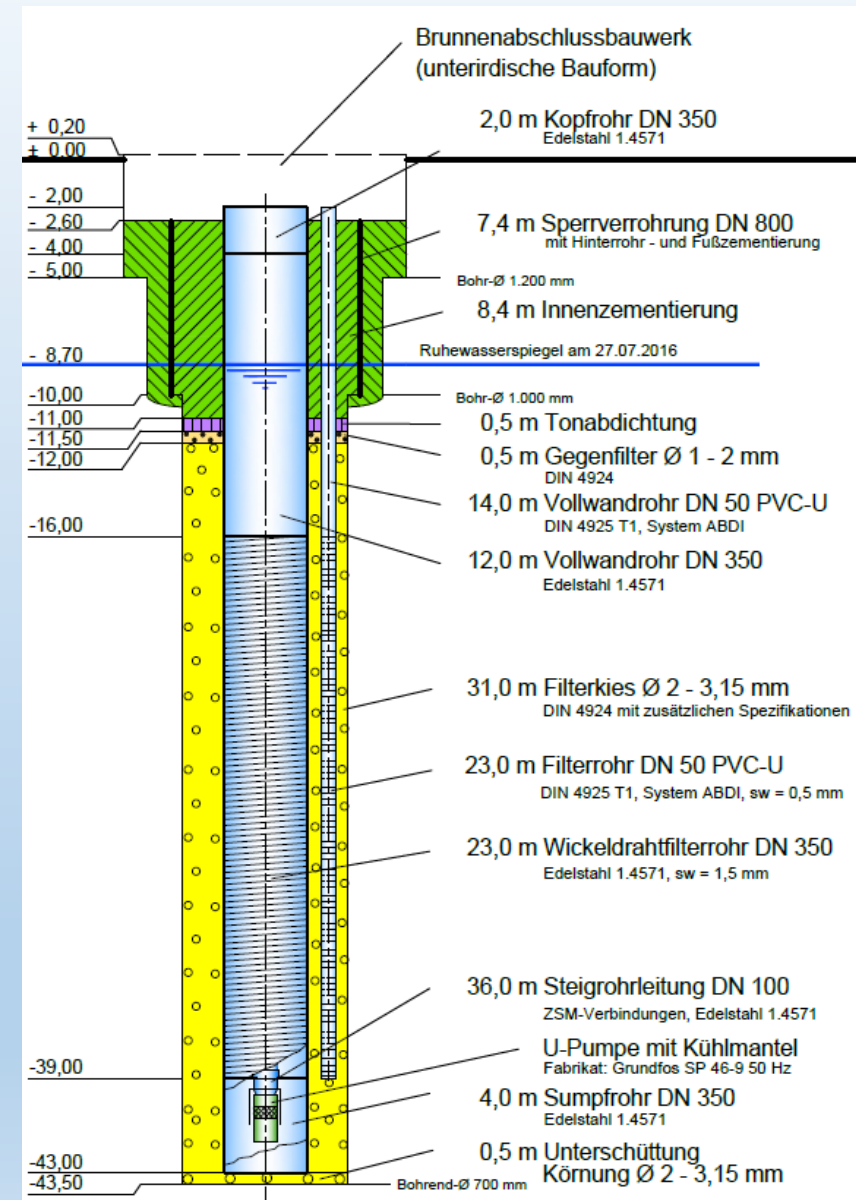 Brunnenabschlussbauwerk
(unterirdische Bauform)
2,0 m Kopfrohr DN 350
Edelstahl 1.4571
+ 0,20
± 0.00
- 2,00
- 2,60
- 4,00
- 5,00
7,4 m Sperrverrohrung DN 800
mit Hinterrohr - und Fußzementierung
Bohr-Ø 1.200 mm
8,4 m Innenzementierung
- 8,70
Ruhewasserspiegel am 27.07.2016
-10,00
Bohr-Ø 1.000 mm
-11,00
0,5 m Tonabdichtung
-11,50
0,5 m Gegenfilter Ø 1 - 2 mm
DIN 4924
-12,00
14,0 m Vollwandrohr DN 50 PVC-U
DIN 4925 T1, System ABDI
-16,00
12,0 m Vollwandrohr DN 350
Edelstahl 1.4571
31,0 m Filterkies Ø 2 - 3,15 mm
DIN 4924 mit zusätzlichen Spezifikationen
23,0 m Filterrohr DN 50 PVC-U
DIN 4925 T1, System ABDI, sw = 0,5 mm
23,0 m Wickeldrahtfilterrohr DN 350
Edelstahl 1.4571, sw = 1,5 mm
36,0 m Steigrohrleitung DN 100
ZSM-Verbindungen, Edelstahl 1.4571
U-Pumpe mit Kühlmantel
Fabrikat: Grundfos SP 46-9 50 Hz
-39,00
4,0 m Sumpfrohr DN 350
Edelstahl 1.4571
-43,00
0,5 m Unterschüttung
Körnung Ø 2 - 3,15 mm
-43,50
Bohrend-Ø 700 mm